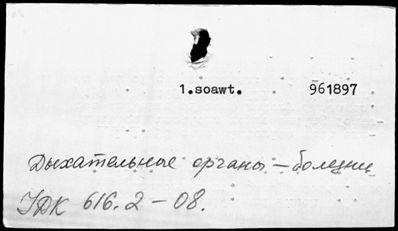 1.soawt. 961897
Дыхательные органы – болезни
УДК 616.2 – 08.